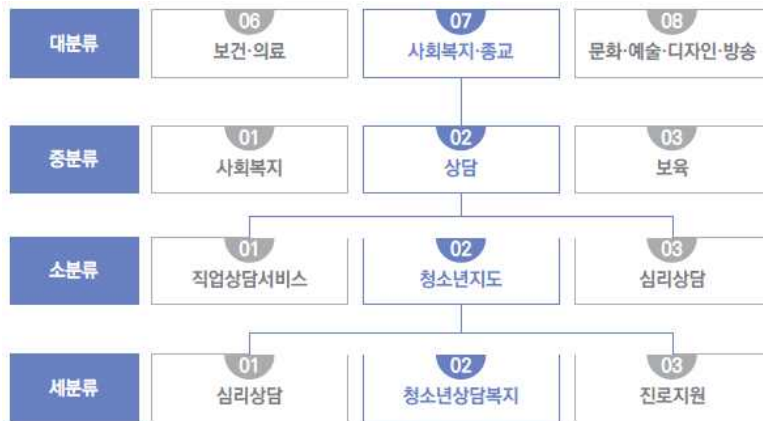 대분류
06
보건·의료
07
사회복지·종교
08
문화·예술·디자인·방송
중분류
01
사회복지
02
상담
03
보육
소분류
01
직업상담서비스
02
청소년지도
03
심리상담
세분류
01
심리상담
02
청소년상담복지
03
진로지원